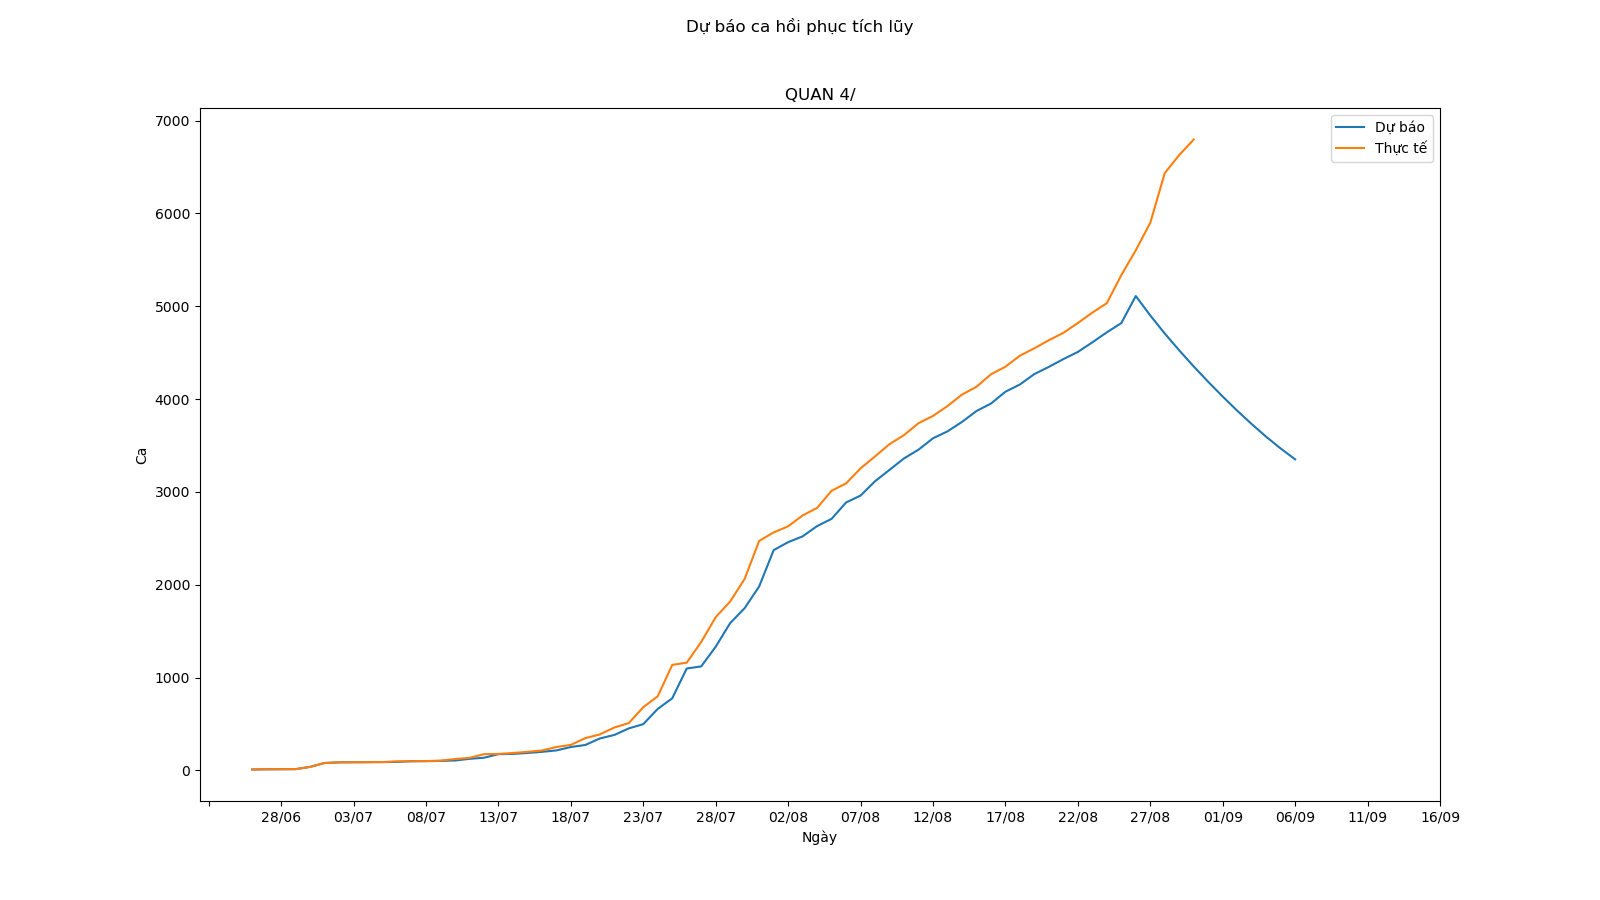 Dự báo ca hồi phục tích lũy
QUAN 4/
Dự báo
Thực tế
7000
6000
5000
4000
3000
2000
1000
0
Ca
28/06 03/07 08/07 13/07 18/07 23/07 28/07 02/08 07/08 12/08 17/08 22/08 27/08 01/09 06/09 11/09 16/09
Ngày